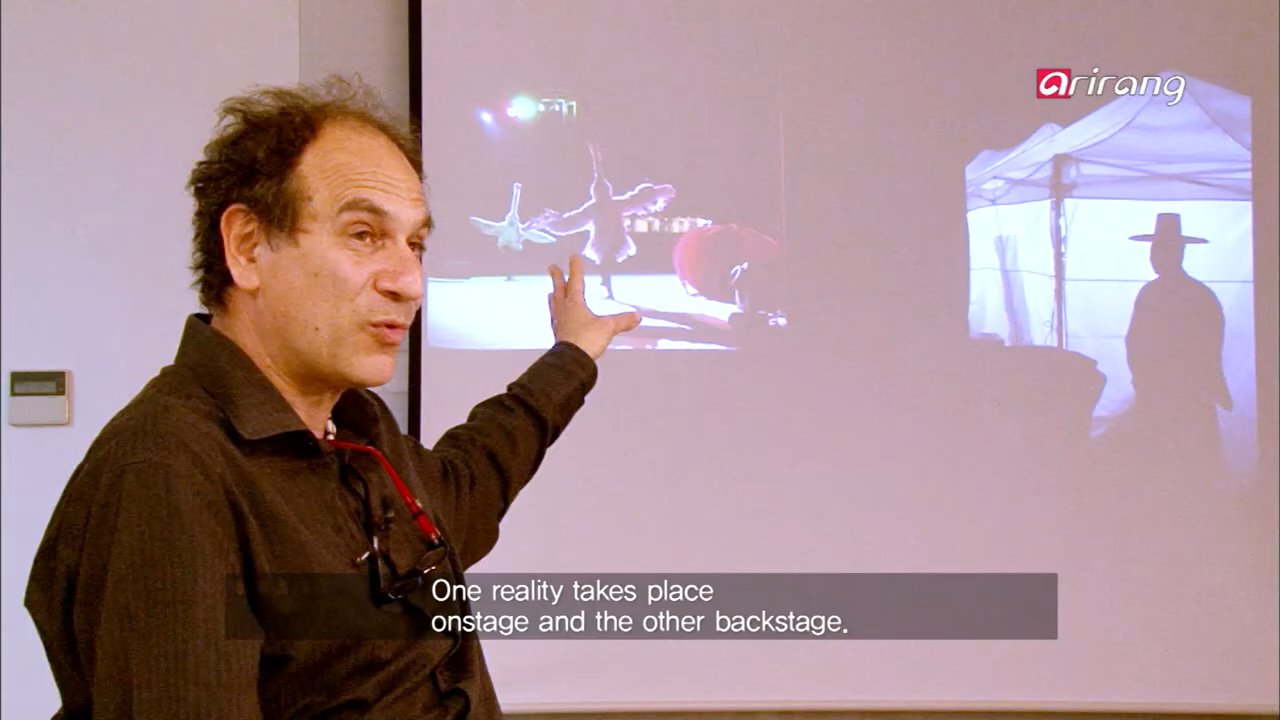 arirang
One reality takes place
onstage and the other backstage.